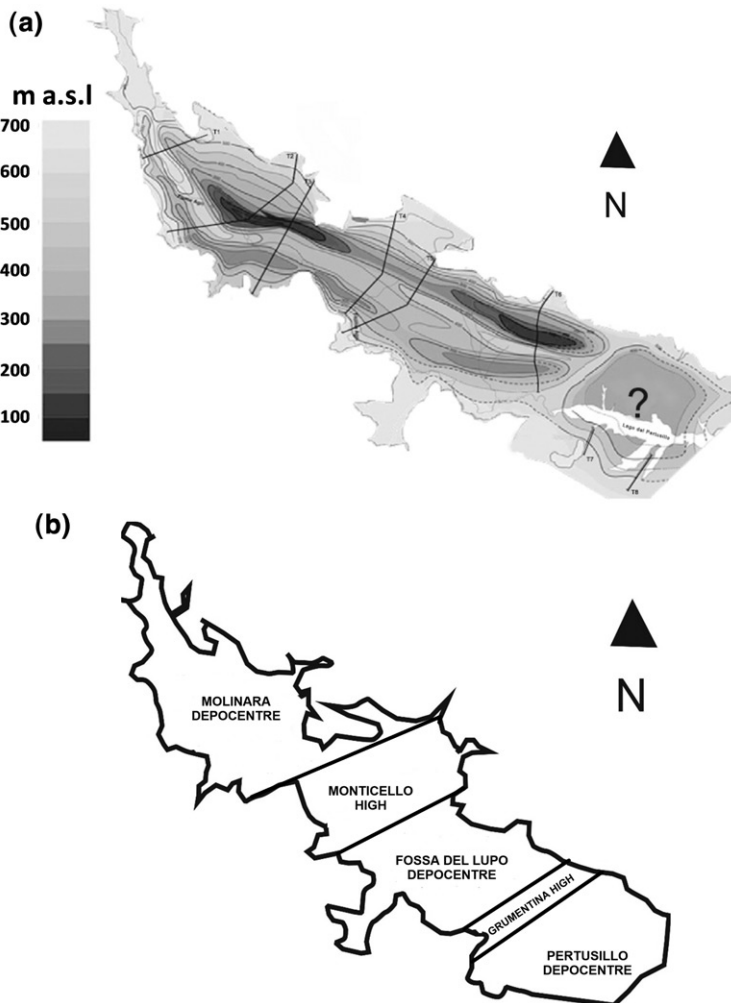 (a)
m a.s.l
700
600
500
400
300
200
100
T1
T2
T4
N
?
Lago del Pertusillo
T7
T8
(b)
N
MOLINARA
DEPOCENTRE
MONTICELLO
HIGH
FOSSA DEL LUPO
DEPOCENTRE
GRUMENTINA HIGH
PERTUSILLO
DEPOCENTRE